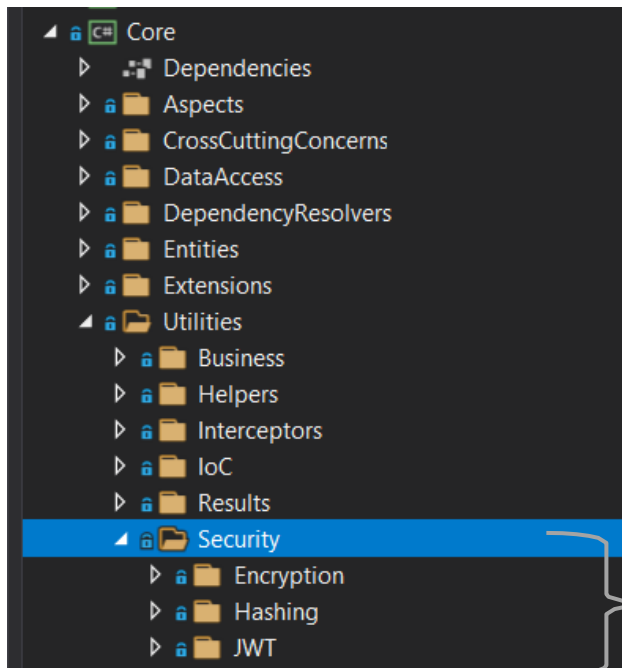 C# Core
Dependencies
Aspects
CrossCuttingConcerns
DataAccess
DependencyResolvers
Entities
Extensions
Utilities
Business
Helpers
Interceptors
IoC
Results
Security
Encryption
Hashing
JWT